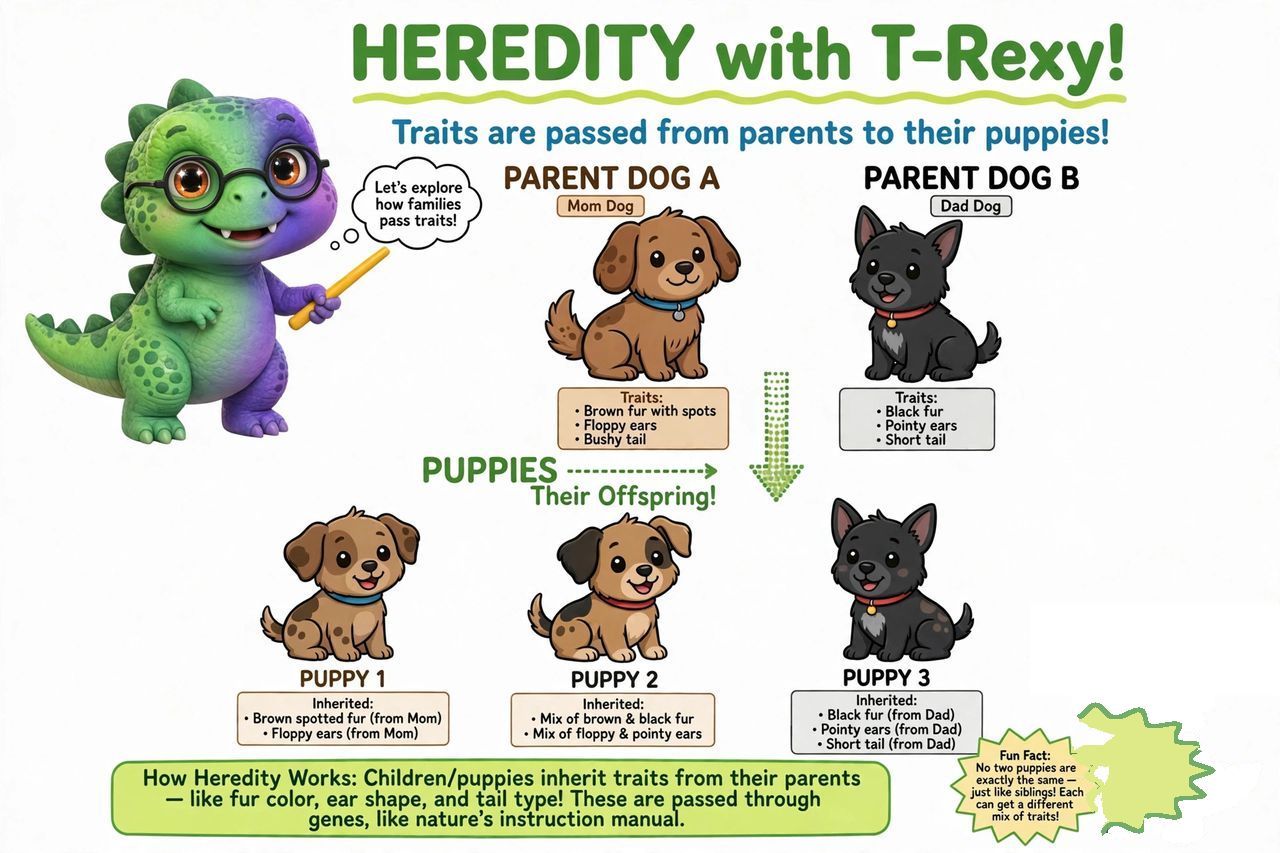 HEREDITY with T-Rexy!
Traits are passed from parents to their puppies!
Let's explore
how families
pass traits!
PARENT DOG A
Mom Dog
PARENT DOG B
Dad Dog
Traits:
• Brown fur with spots
• Floppy ears
• Bushy tail
Traits:
• Black fur
• Pointy ears
• Short tail
PUPPIES
Their Offspring!
PUPPY 1
Inherited:
• Brown spotted fur (from Mom)
• Floppy ears (from Mom)
PUPPY 2
Inherited:
• Mix of brown & black fur
• Mix of floppy & pointy ears
PUPPY 3
Inherited:
• Black fur (from Dad)
• Pointy ears (from Dad)
• Short tail (from Dad)
How Heredity Works: Children/puppies inherit traits from their parents
— like fur color, ear shape, and tail type! These are passed through
genes, like nature's instruction manual.
Fun Fact:
No two puppies are
exactly the same —
just like siblings! Each
can get a different
mix of traits!